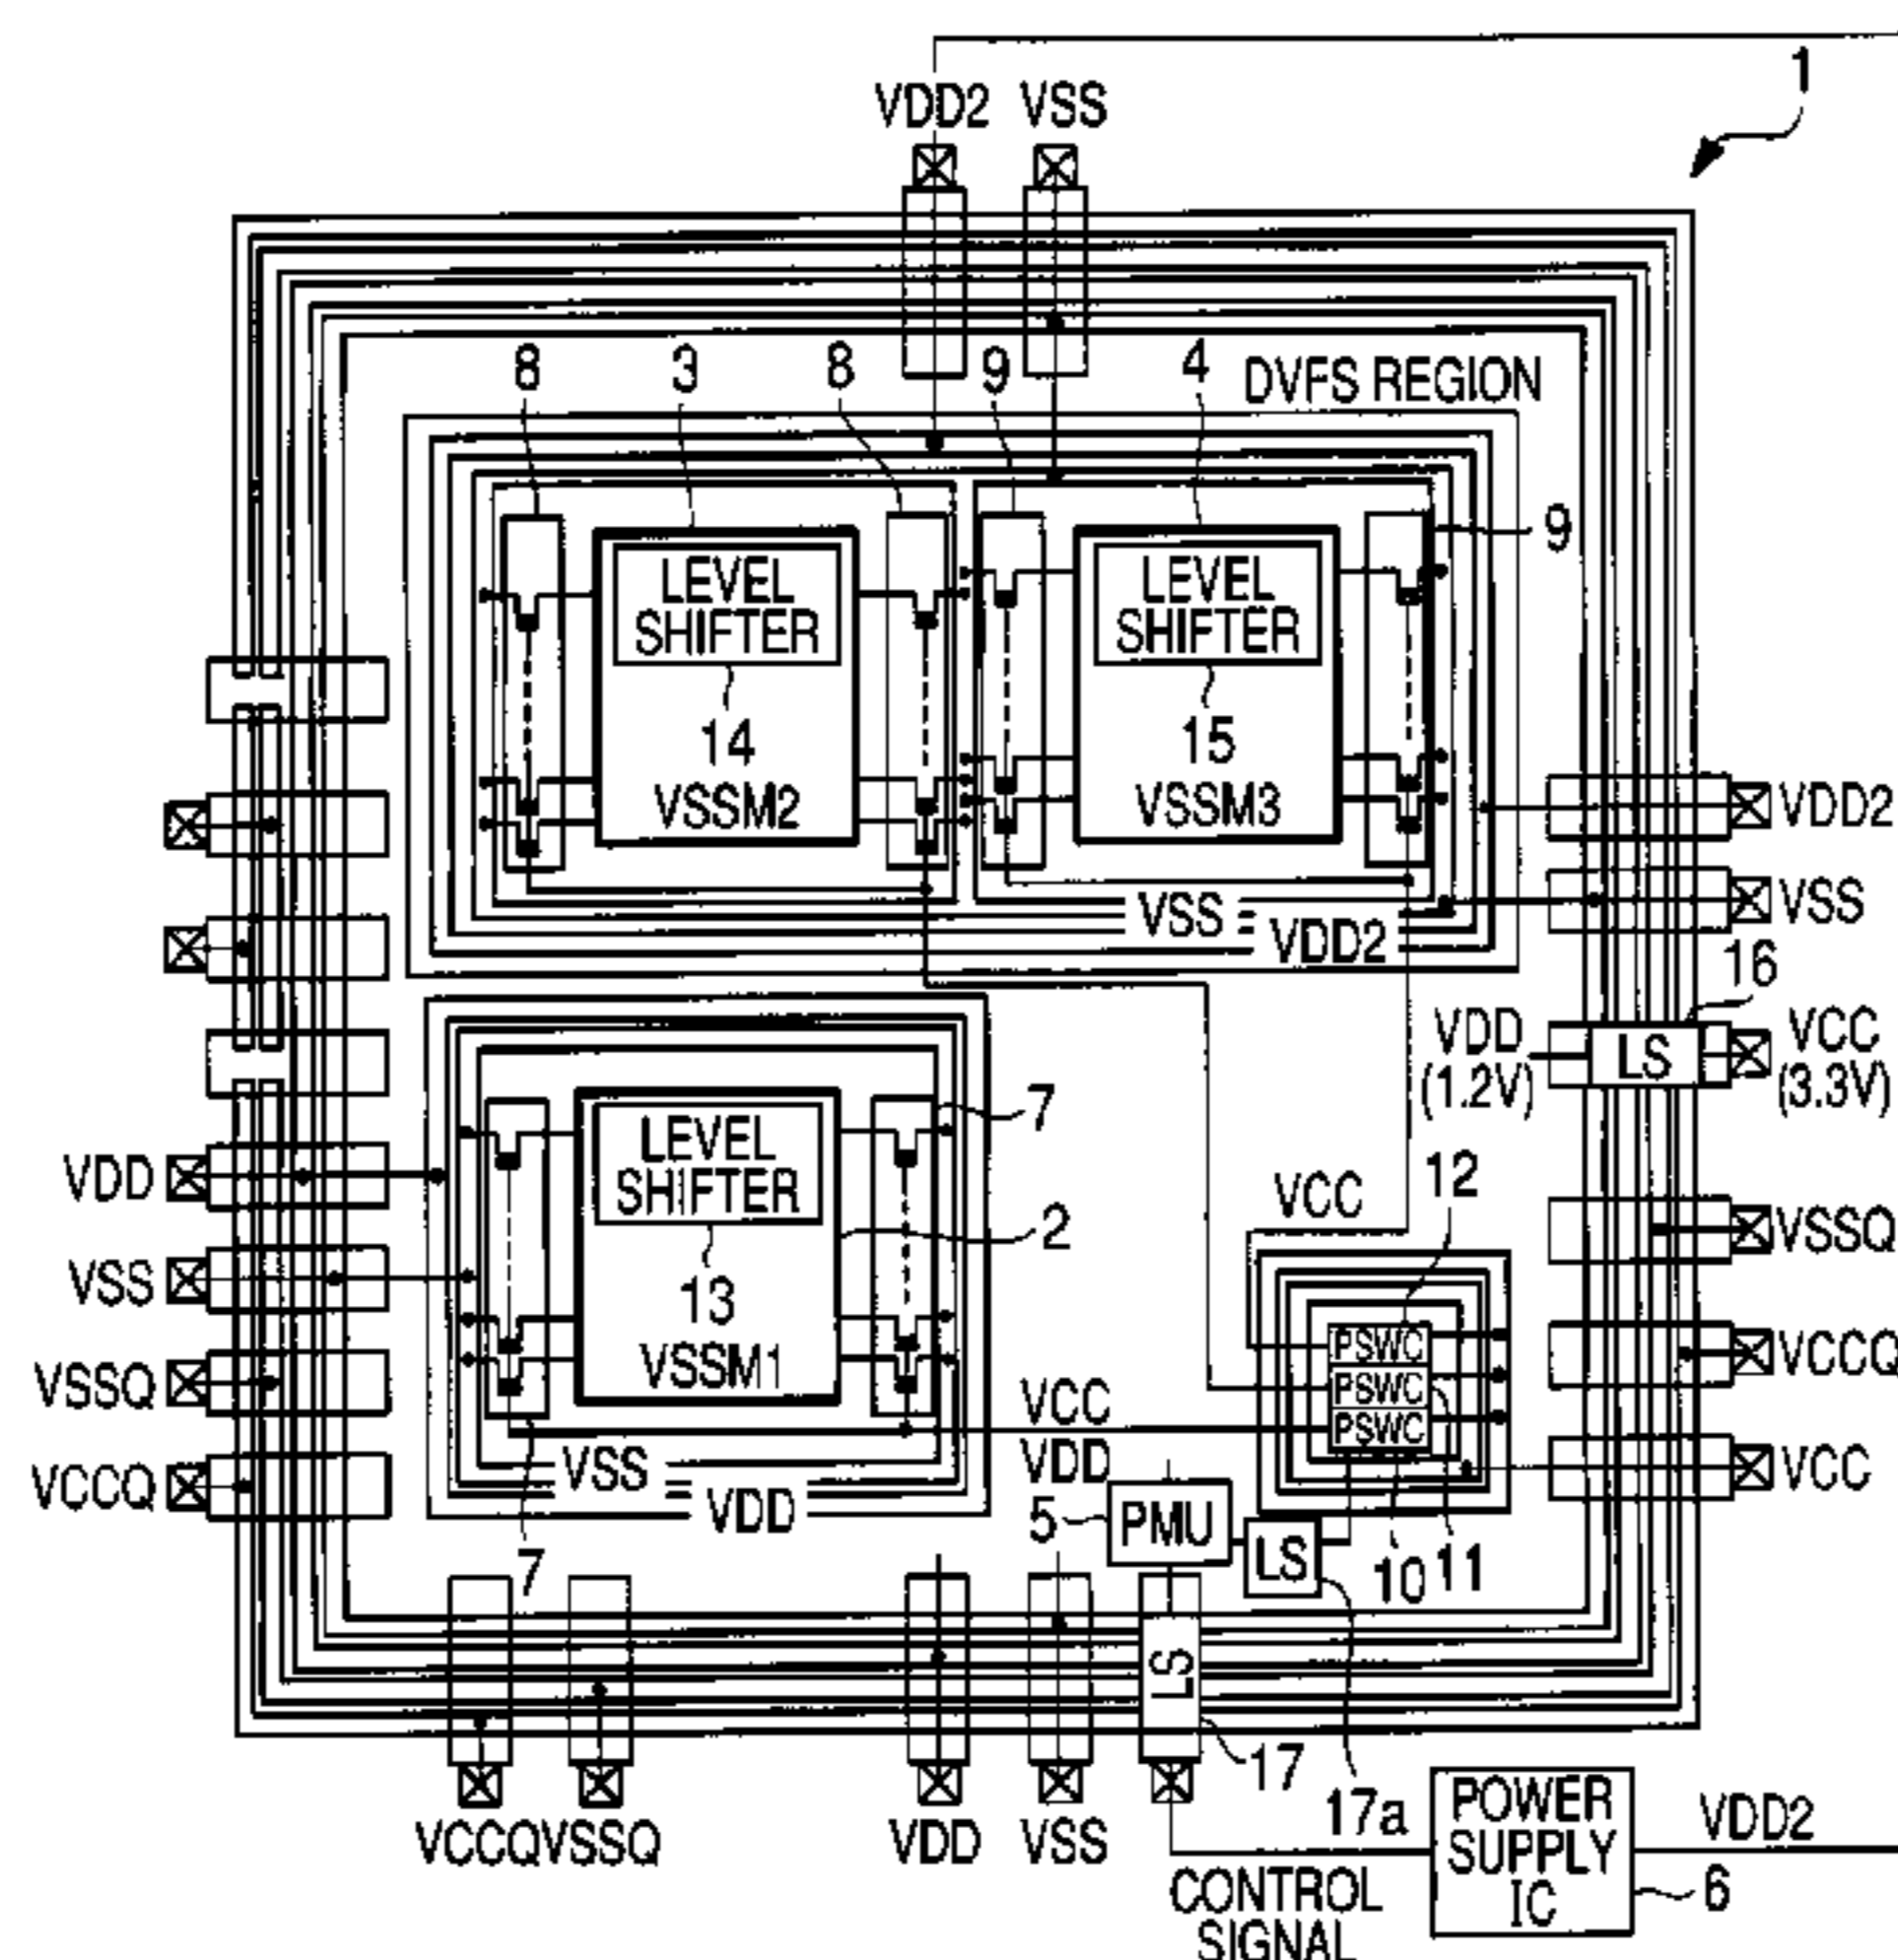 1
VDD2 VSS
8 3 8 9 4 DVFS REGION
9
LEVEL
SHIFTER
14
VSSM2
LEVEL
SHIFTER
15
VSSM3
VDD2
VSS
VSS
VDD2
16
VDD
(1.2V)
LS
VCC
(3.3V)
7
LEVEL
SHIFTER
2
13
VSSM1
VDD
VSS
VSSQ
VCCQ
VCC
12
VSSQ
PSWC
PSWC
PSWC
VCCQ
VCC
VCC
VDD
VSS
VDD
5
PMU
LS
10
11
7
LS
17
17a
VCCQ VSSQ VDD VSS
CONTROL
SIGNAL
POWER
SUPPLY
IC
VDD2
6